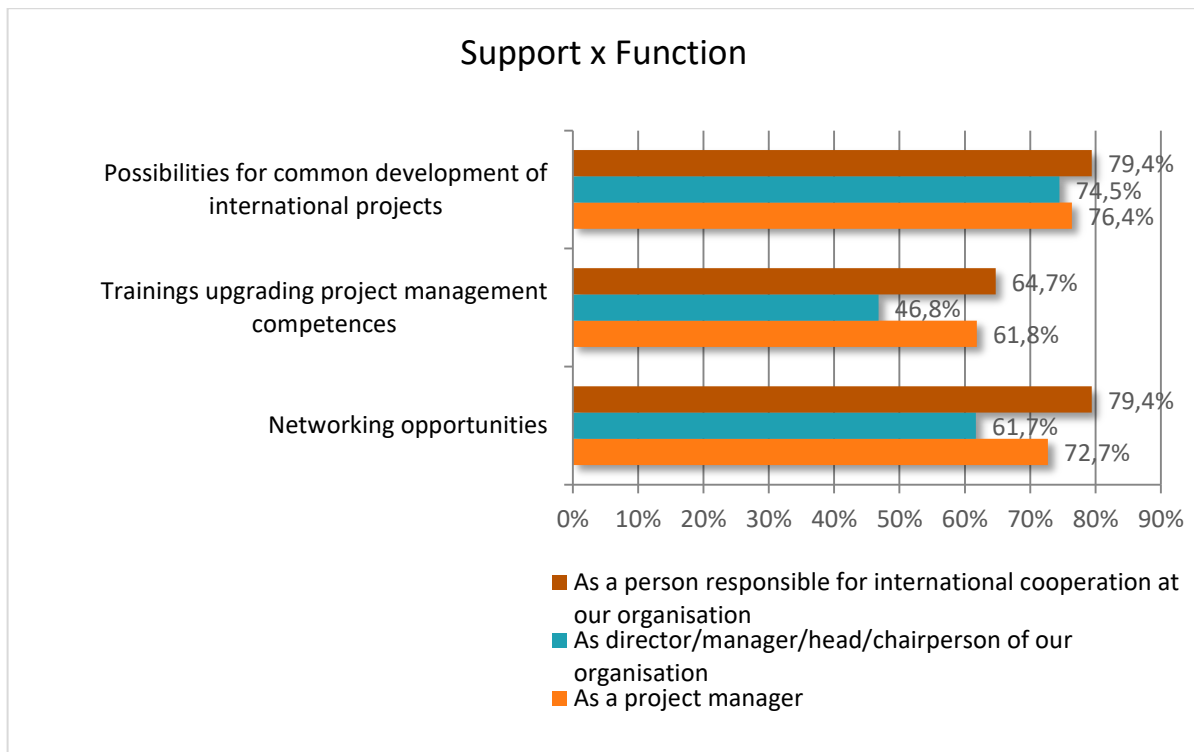 Support x Function
Possibilities for common development of
international projects
79,4%
74,5%
76,4%
Trainings upgrading project management
competences
64,7%
46,8%
61,8%
Networking opportunities
79,4%
61,7%
72,7%
0% 10% 20% 30% 40% 50% 60% 70% 80% 90%
As a person responsible for international cooperation at
our organisation
As director/manager/head/chairperson of our
organisation
As a project manager